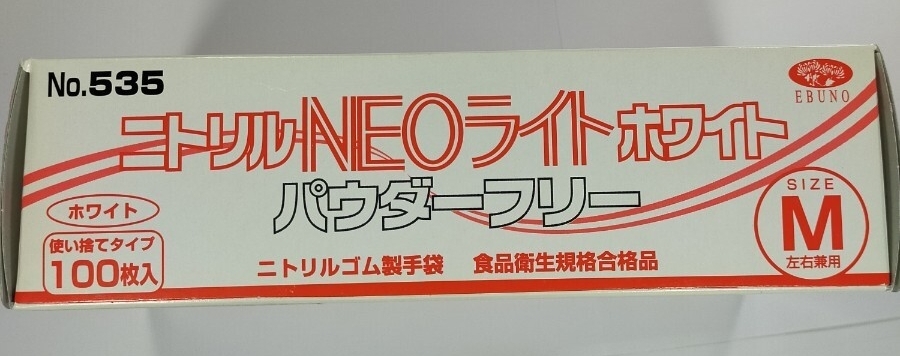 No.535
EBUNO
ニトリルNEOライトホワイト
パウダーフリー
ホワイト
使い捨てタイプ
100枚入
ニトリルゴム製手袋 食品衛生規格合格品
SIZE
M
左右兼用